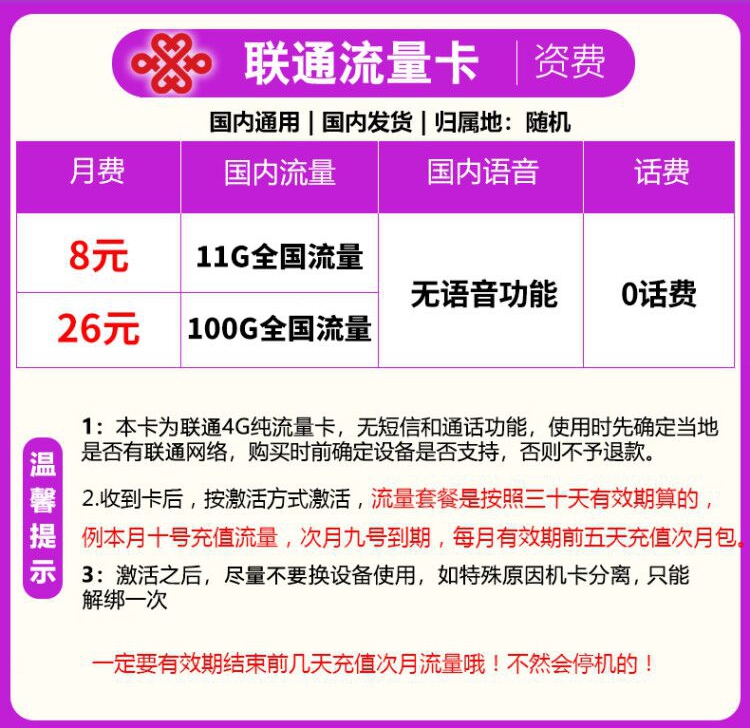 联通流量卡 | 资费
国内通用 | 国内发货 | 归属地：随机
月费 国内流量 国内语音 话费
8元 11G全国流量
无语音功能 0话费
26元 100G全国流量
温馨提示
1：本卡为联通4G纯流量卡，无短信和通话功能，使用时先确定当地
是否有联通网络，购买时前确定设备是否支持，否则不予退款。
2.收到卡后，按激活方式激活，流量套餐是按照三十天有效期算的，
例本月十号充值流量，次月九号到期，每月有效期前五天充值次月包。
3：激活之后，尽量不要换设备使用，如特殊原因机卡分离，只能
解绑一次
一定要有效期结束前几天充值次月流量哦！不然会停机的！